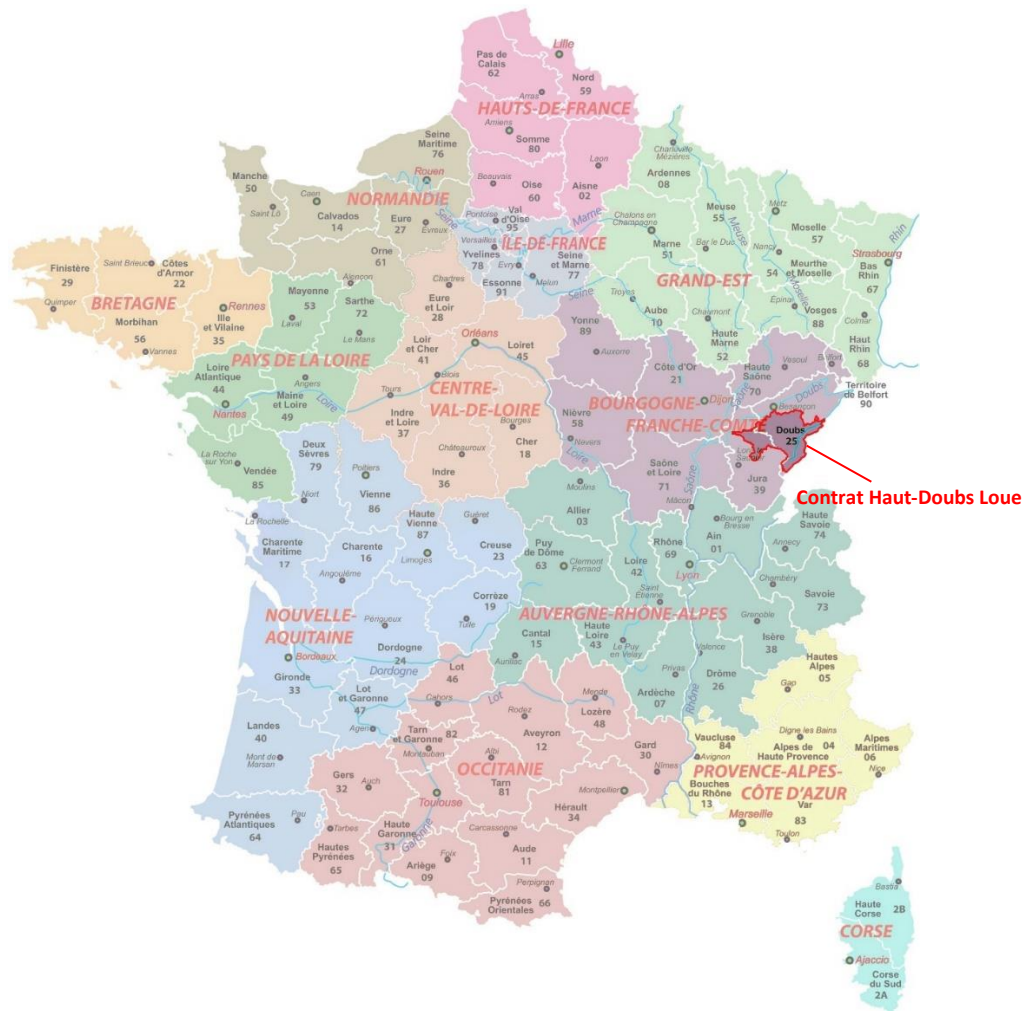 Lille
Pas de
Calais
62
Nord
59
Arras
HAUTS-DE-FRANCE
Amiens
Somme
80
Seine
Maritime
76
Rouen
Beauvais
Oise
60
Laon
Aisne
02
Charleville
Mézières
Ardennes
08
Manche
50
Saint Lô
Caen
Calvados
14
NORMANDIE
Eure
27
Evreux
Orne
61
Alençon
Seine
Pontoise
Val
d'Oise
95
Versailles
Yvelines
78
ÎLE-DE-FRANCE
Evry
Essonne
91
Melun
Seine
et Marne
77
Marne
Seine
Chalons en
Champagne
Marne
51
Meuse
55
Bar le Duc
Meuse
Metz
Moselle
57
Nancy
54
Meurthe
et Moselle
Moselle
Strasbourg
Rhin
Bas
Rhin
67
GRAND-EST
Troyes
Aube
10
Chaumont
Haute
Marne
52
Epinal
Vosges
88
Colmar
Haut
Rhin
68
Finistère
29
Quimper
Saint Brieuc
Côtes
d'Armor
22
BRETAGNE
Morbihan
56
Vannes
Rennes
Ille
et Vilaine
35
Mayenne
53
Laval
Sarthe
72
Le Mans
PAYS DE LA LOIRE
Loire
Atlantique
44
Nantes
Angers
Maine
et Loire
49
Loire
La Roche
sur Yon
Vendée
85
Chartres
Eure
et Loir
28
Orléans
Loiret
45
Loir
et Cher
41
Blois
Tours
CENTRE-
VAL-DE-LOIRE
Indre
et Loire
37
Bourges
Cher
18
Châteauroux
Indre
36
Yonne
89
Auxerre
Côte d'Or
21
Dijon
BOURGOGNE-
FRANCHE-COMTÉ
Nièvre
58
Nevers
Loire
Saône
et Loire
71
Mâcon
Saône
Saône
Vesoul
Haute
Saône
70
Belfort
Territoire
de Belfort
90
Doubs
Besançon
Doubs
25
Jura
39
Contrat Haut-Doubs Loue
Deux
Sèvres
79
Niort
Poitiers
Vienne
86
La Rochelle
Charente
Maritime
17
Charente
16
Angoulême
Haute
Vienne
87
Limoges
Guéret
Creuse
23
Corrèze
19
Tulle
NOUVELLE-
AQUITAINE
Périgueux
Dordogne
24
Dordogne
Bordeaux
Gironde
33
Lot
et Garonne
47
Agen
Landes
40
Mont de
Marsan
Pyrénées
Atlantiques
64
Pau
Moulins
Allier
03
Puy
de Dôme
63
Clermont
Ferrand
Loire
42
Saint
Etienne
Rhône
69
Lyon
Bourg en
Bresse
Ain
01
Haute
Savoie
74
Annecy
Chambéry
Savoie
73
AUVERGNE-RHÔNE-ALPES
Cantal
15
Aurillac
Haute
Loire
43
Le Puy
en Velay
Grenoble
Isère
38
Valence
Privas
Ardèche
07
Drôme
26
Rhône
Lot
46
Cahors
Lot
Rodez
Mende
Lozère
48
Tarn
et Garonne
82
Montauban
Aveyron
12
Albi
Tarn
81
Gard
30
Nîmes
OCCITANIE
Gers
32
Auch
Toulouse
Montpellier
Hérault
34
Tarbes
Hautes
Pyrénées
65
Haute
Garonne
31
Garonne
Carcassonne
Aude
11
Foix
Ariège
09
Perpignan
Pyrénées
Orientales
66
Hautes
Alpes
05
Gap
Vaucluse
84
Avignon
Digne les Bains
Alpes de
Haute Provence
04
Alpes
Maritimes
06
Nice
PROVENCE-ALPES-
CÔTE D'AZUR
Bouches
du Rhône
13
Marseille
Var
83
Toulon
Bastia
Haute
Corse
2B
CORSE
Ajaccio
Corse
du Sud
2A